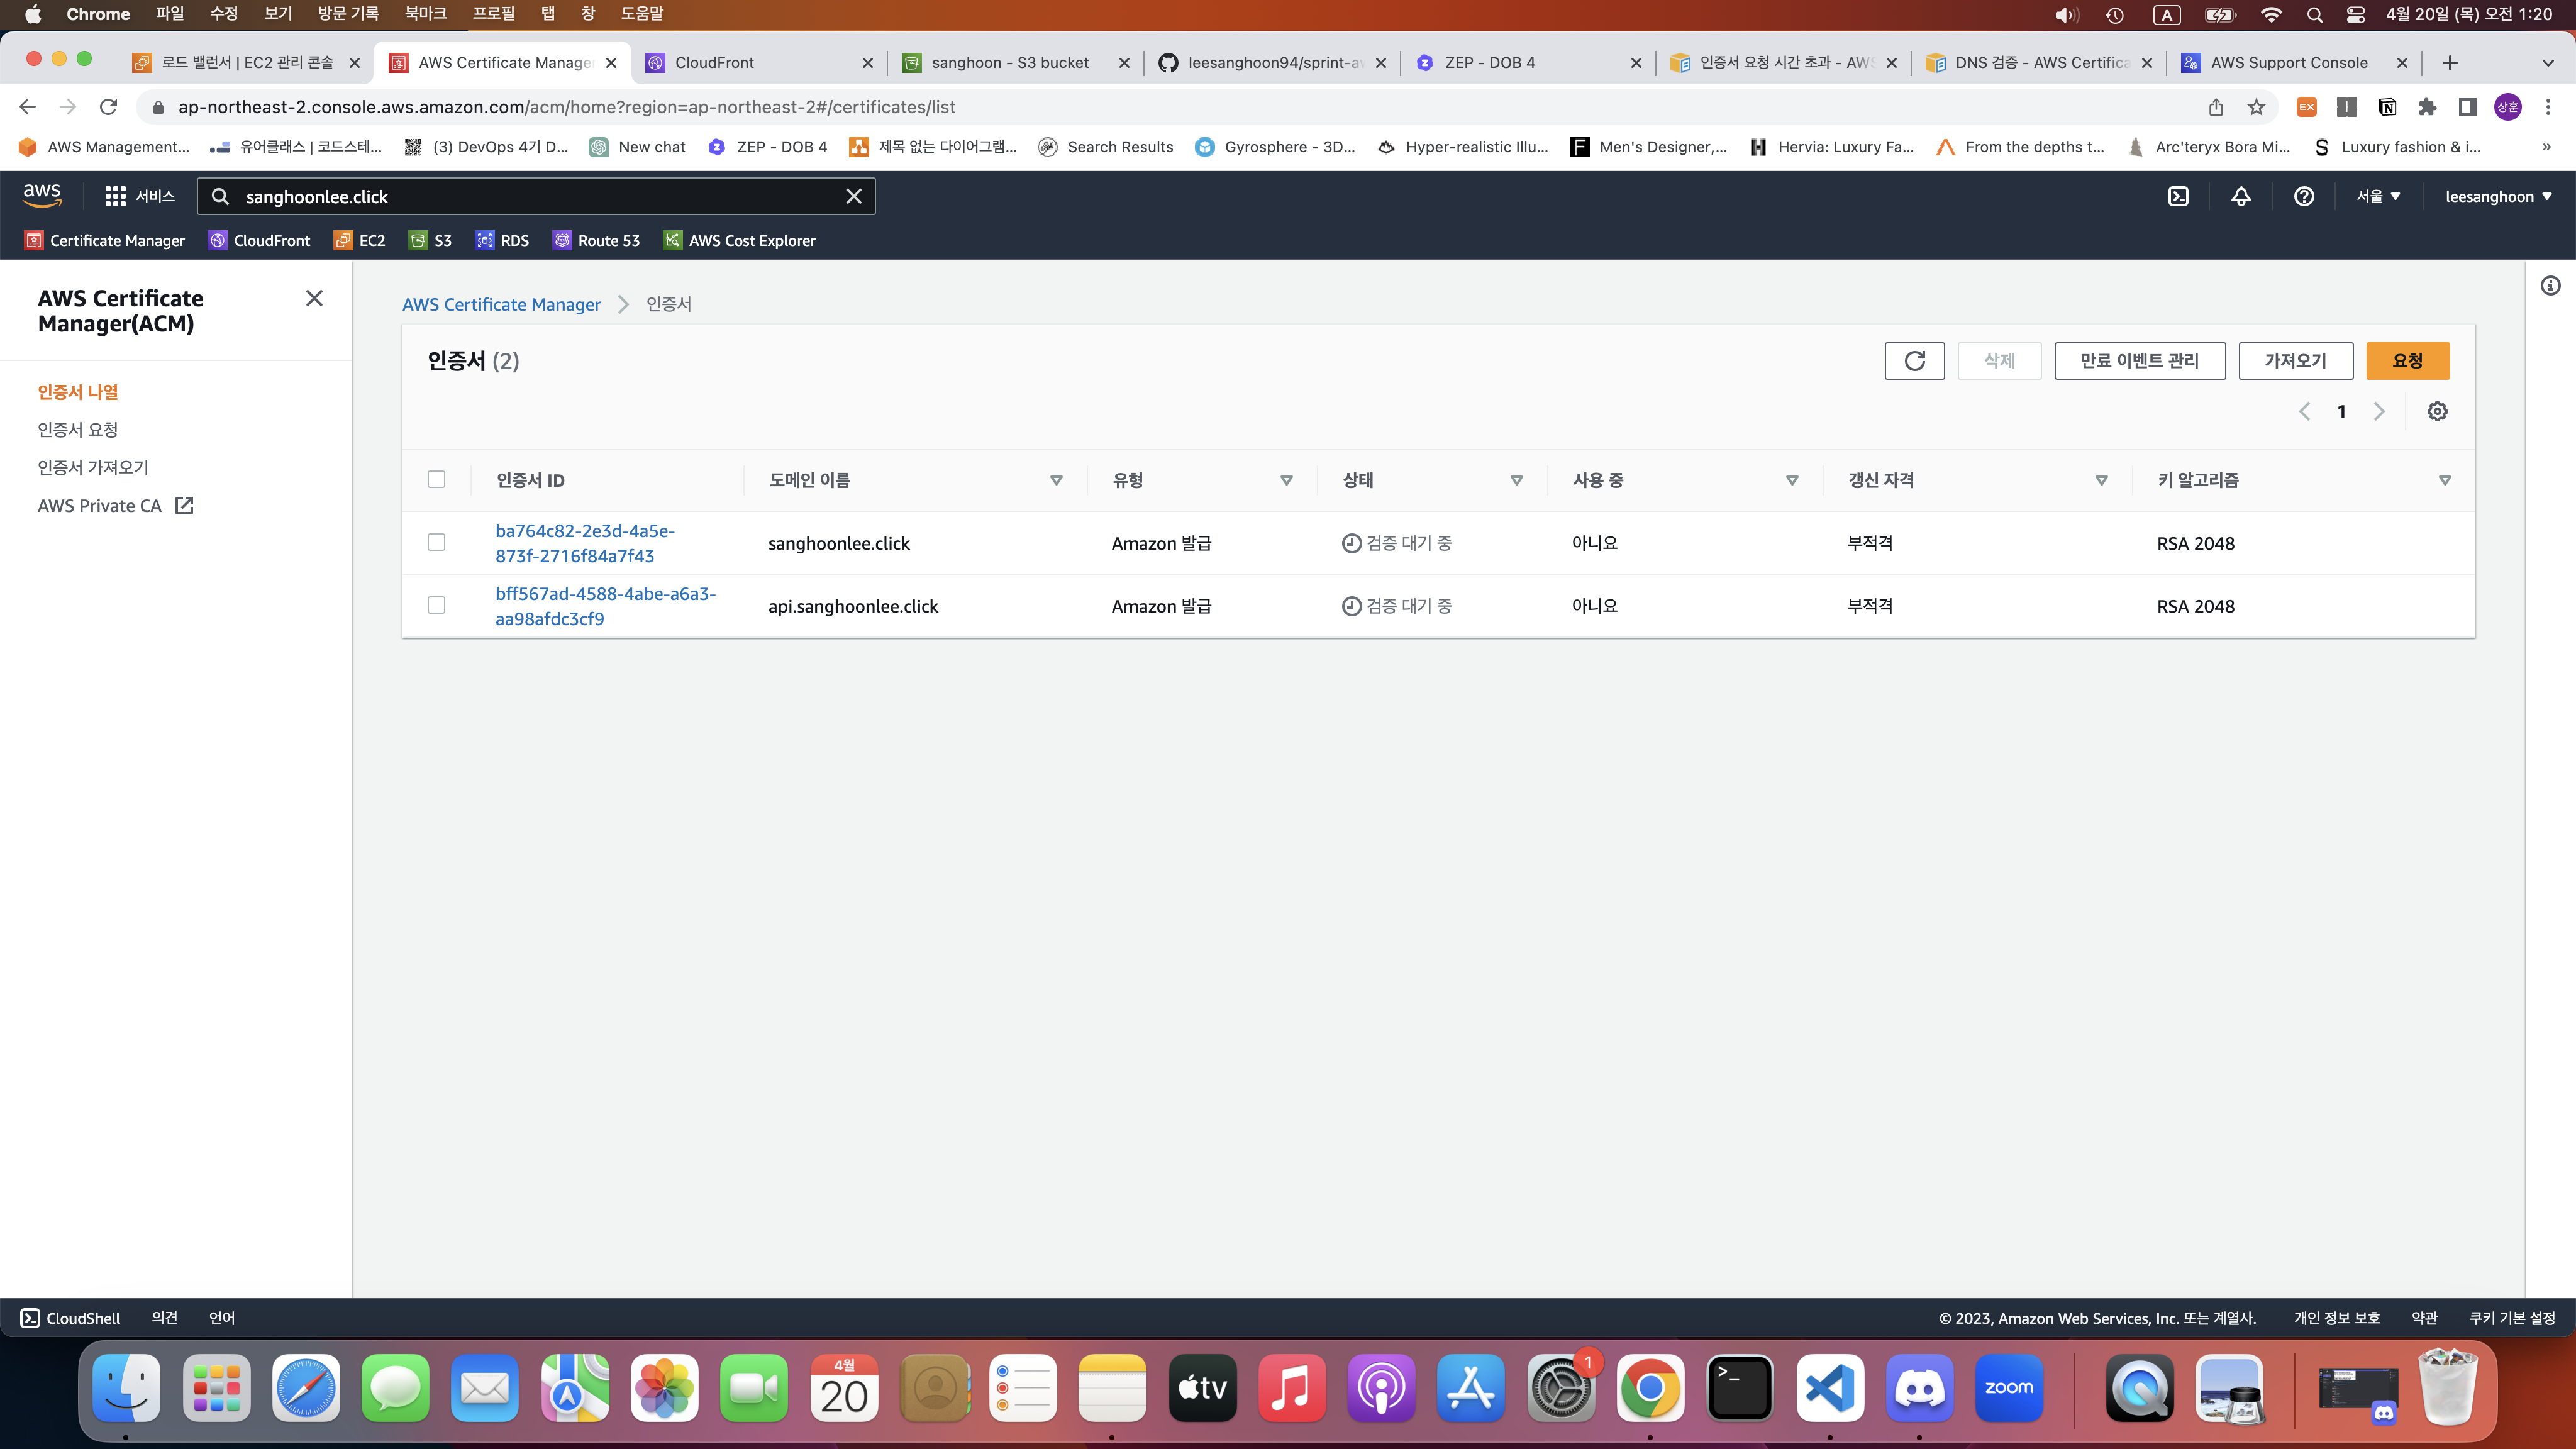 Chrome 파일 수정 보기 방문 기록 북마크 프로필 탭 창 도움말 A 4월 20일 (목) 오전 1:20
로드 밸런서 | EC2 관리 콘솔 AWS Certificate Manage CloudFront sanghoon - S3 bucket leesanghoon94/sprint-a ZEP - DOB 4 인증서 요청 시간 초과 - AWS DNS 검증 - AWS Certifica AWS Support Console
ap-northeast-2.console.aws.amazon.com/acm/home?region=ap-northeast-2#/certificates/list EX 상훈
AWS Management... 유어클래스 | 코드스테... (3) DevOps 4기 D... New chat ZEP - DOB 4 제목 없는 다이어그램... Search Results Gyrosphere - 3D... Hyper-realistic Illu... Men's Designer,... Hervia: Luxury Fa... From the depths t... Arc'teryx Bora Mi... Luxury fashion & i... »
aws 서비스 sanghoonlee.click 서울 leesanghoon
Certificate Manager CloudFront EC2 S3 RDS Route 53 AWS Cost Explorer
AWS Certificate
Manager(ACM)
인증서 나열
인증서 요청
인증서 가져오기
AWS Private CA
AWS Certificate Manager 인증서
인증서 (2) 삭제 만료 이벤트 관리 가져오기 요청
1
인증서 ID 도메인 이름 유형 상태 사용 중 갱신 자격 키 알고리즘
ba764c82-2e3d-4a5e-
873f-2716f84a7f43 sanghoonlee.click Amazon 발급 검증 대기 중 아니요 부적격 RSA 2048
bff567ad-4588-4abe-a6a3-
aa98afdc3cf9 api.sanghoonlee.click Amazon 발급 검증 대기 중 아니요 부적격 RSA 2048
CloudShell 의견 언어 © 2023, Amazon Web Services, Inc. 또는 계열사. 개인 정보 보호 약관 쿠키 기본 설정
4월
20 tv 1 zoom